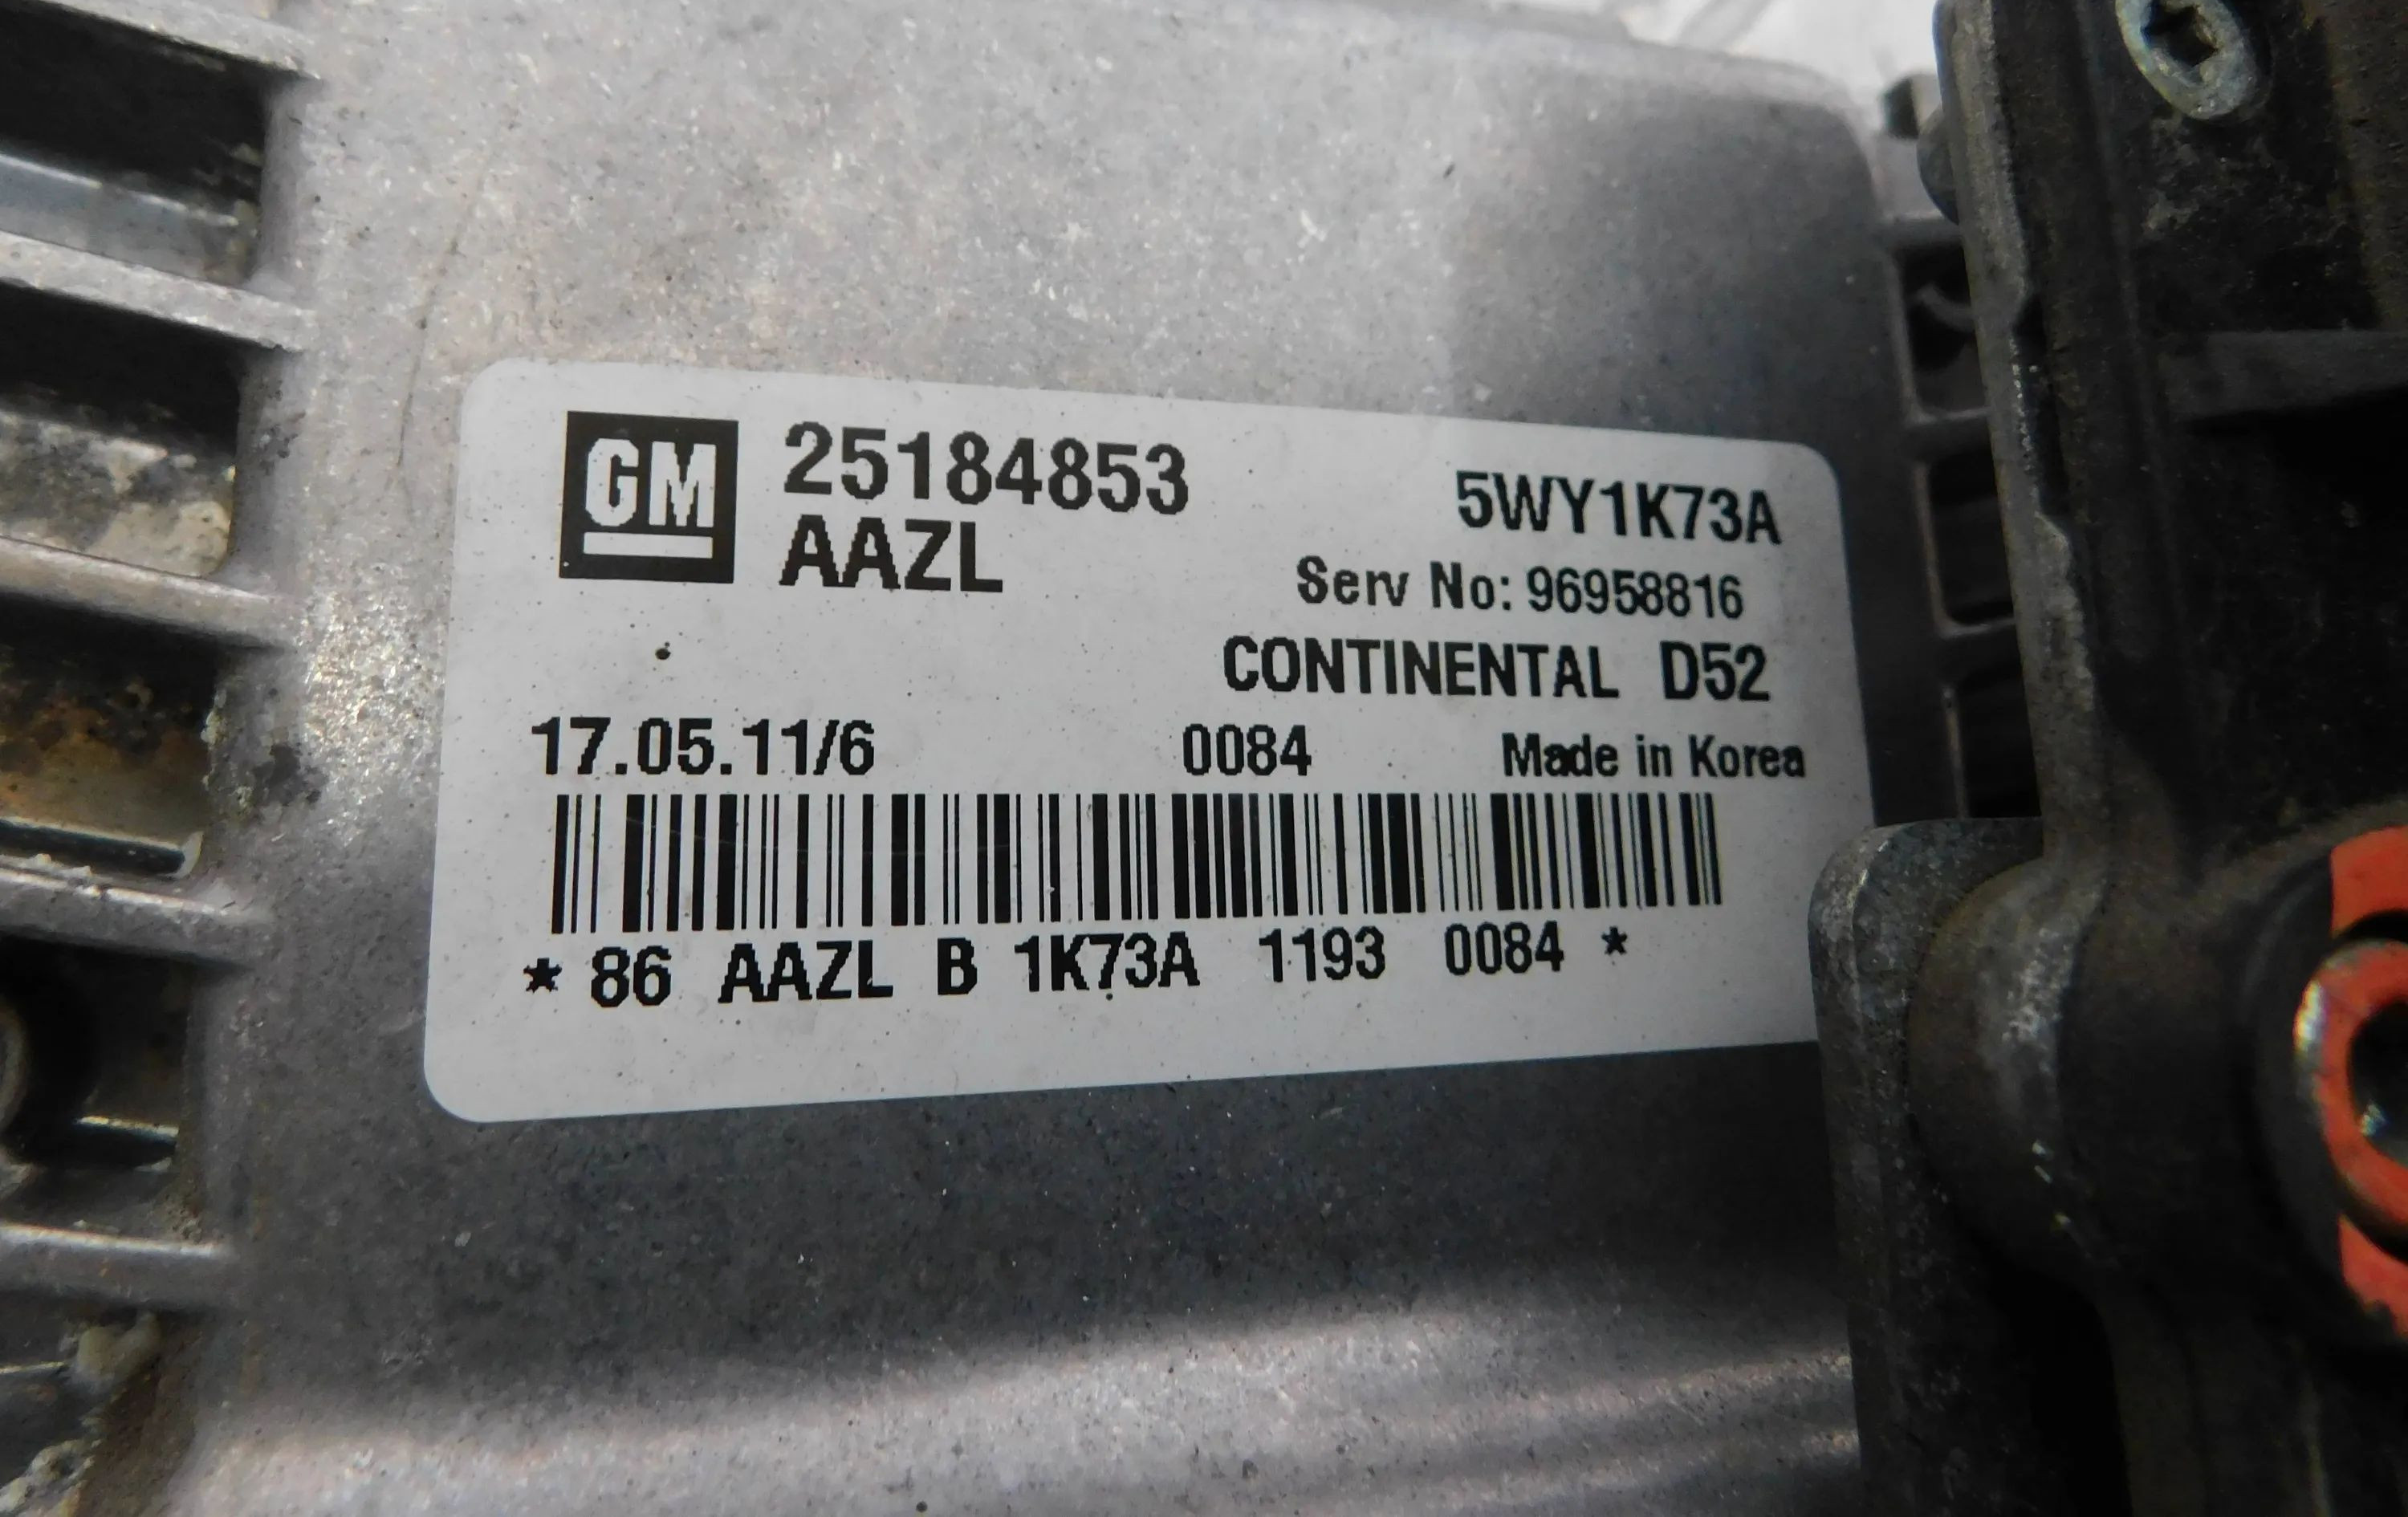 GM 25184853
AAZL
5WY1K73A
Serv No: 96958816
CONTINENTAL D52
17.05.11/6 0084 Made in Korea
* 86 AAZL B 1K73A 1193 0084 *